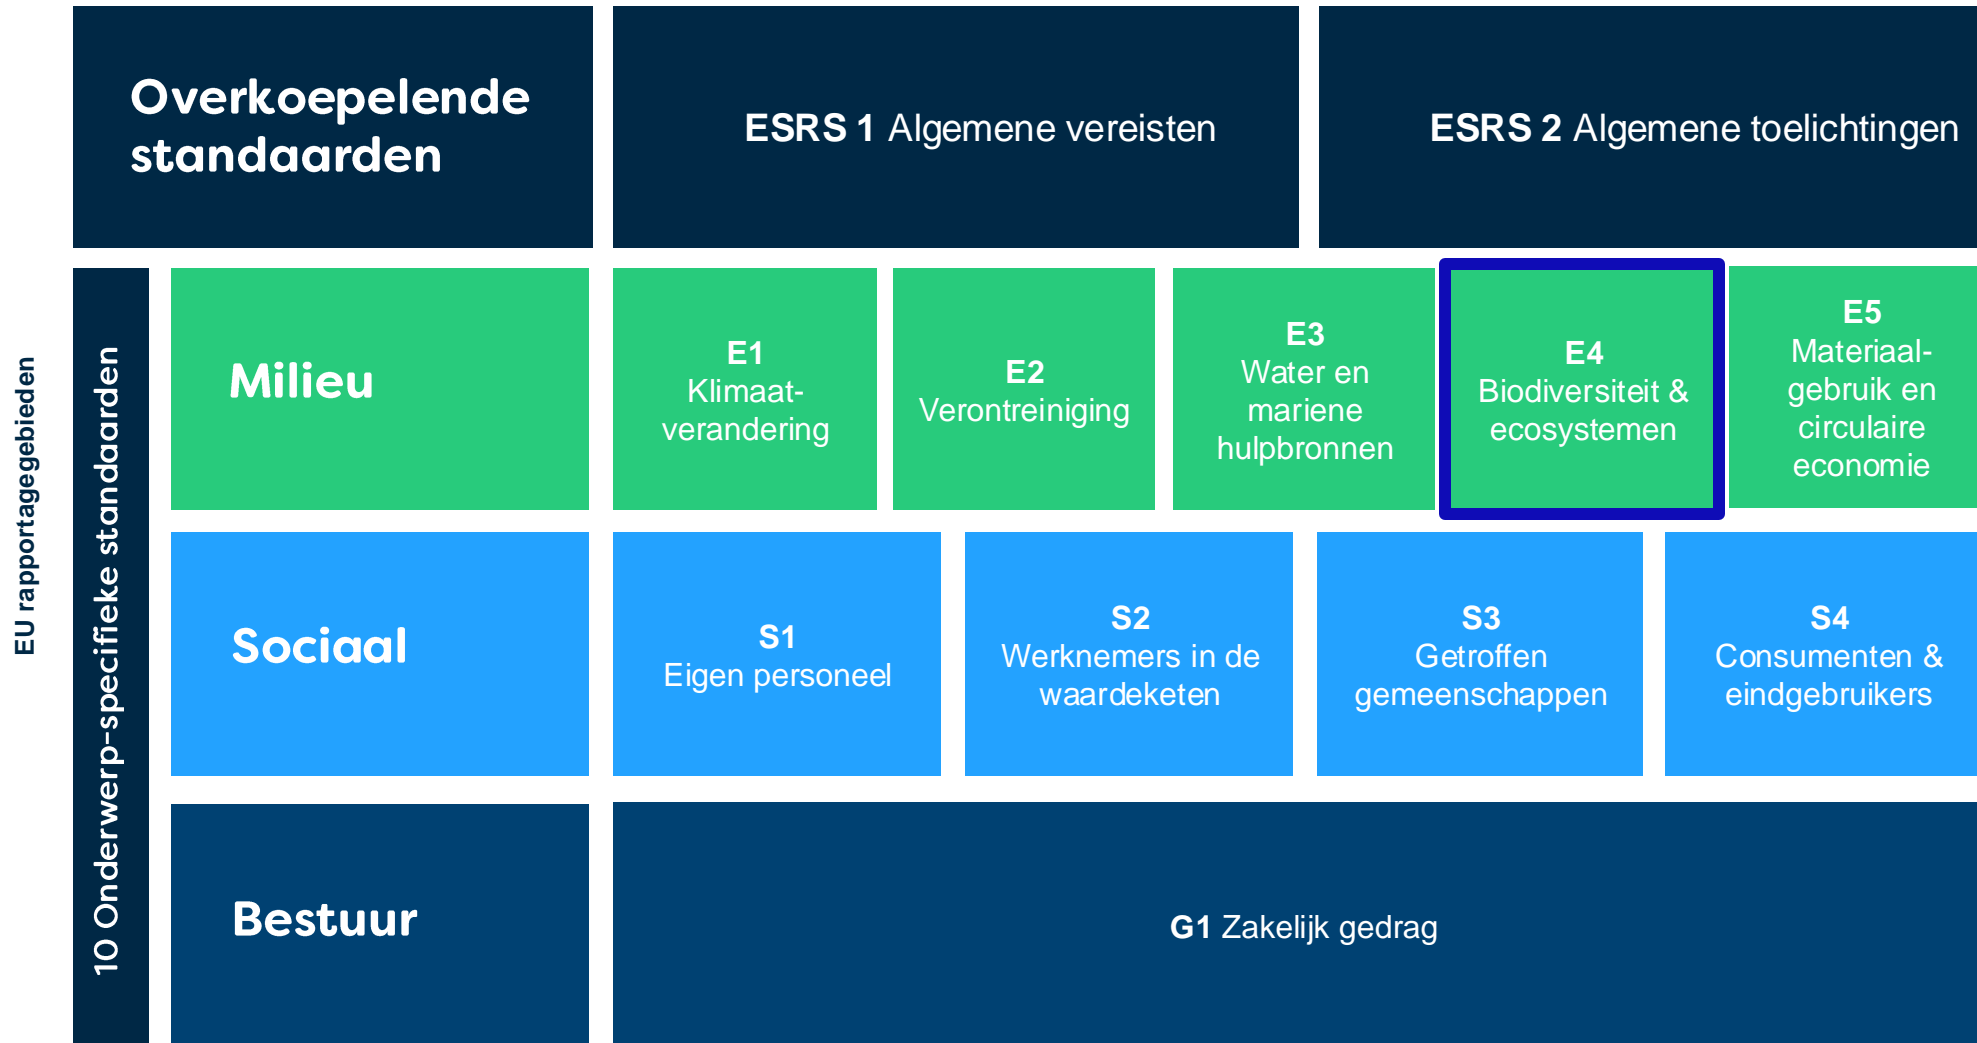 Overkoepelende
standaarden
ESRS 1 Algemene vereisten
ESRS 2 Algemene toelichtingen
EU rapportagegebieden
10 Onderwerp-specifieke standaarden
Milieu
E1
Klimaat-
verandering
E2
Verontreiniging
E3
Water en
mariene
hulpbronnen
E4
Biodiversiteit &
ecosystemen
E5
Materiaal-
gebruik en
circulaire
economie
Sociaal
S1
Eigen personeel
S2
Werknemers in de
waardeketen
S3
Getroffen
gemeenschappen
S4
Consumenten &
eindgebruikers
Bestuur
G1 Zakelijk gedrag